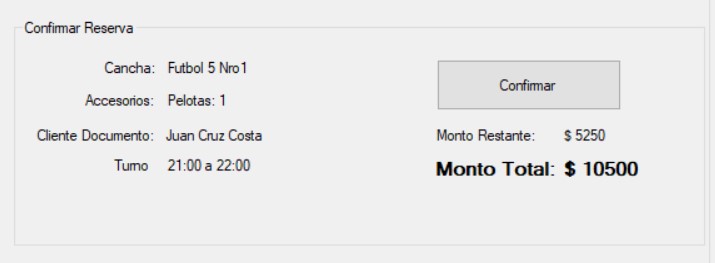 Confirmar Reserva
Cancha: Futbol 5 Nro1
Accesorios: Pelotas: 1
Cliente Documento: Juan Cruz Costa
Turno 21:00 a 22:00
Confirmar
Monto Restante: $ 5250
Monto Total: $ 10500